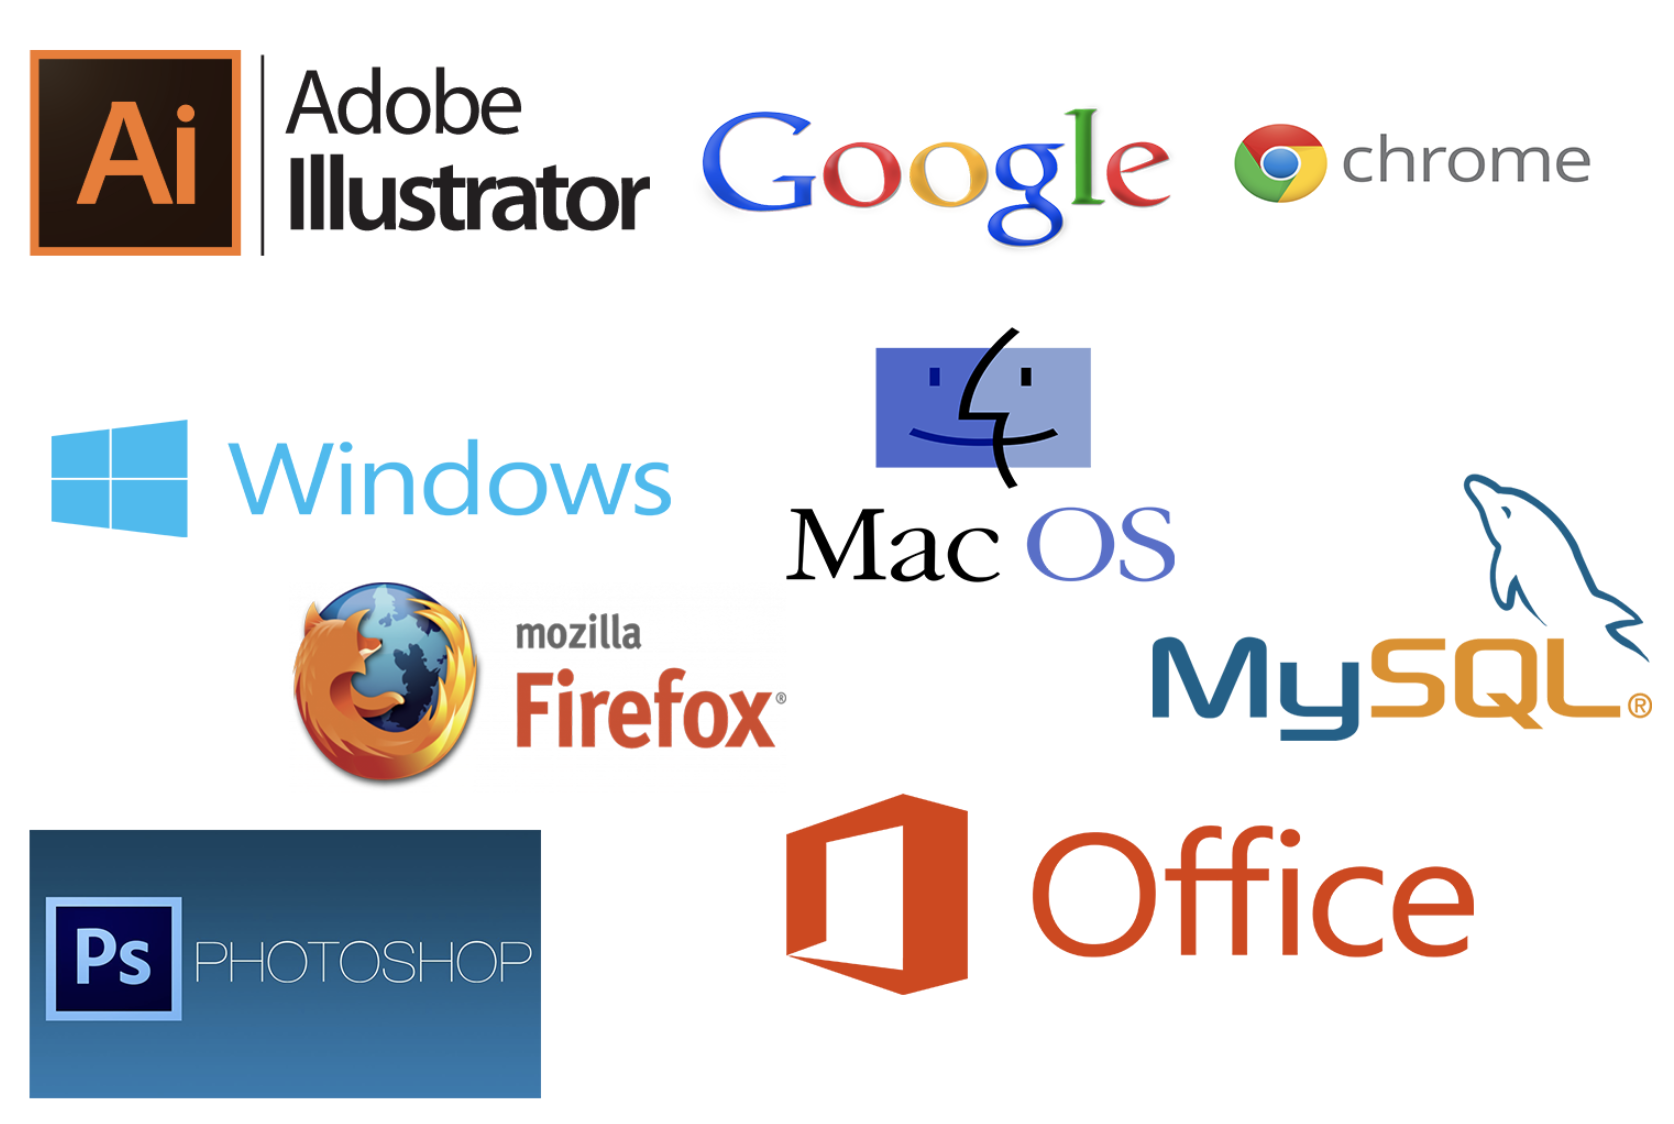 Ai
Adobe
Illustrator
Google
chrome
Windows
Mac OS
mozilla
Firefox®
MySQL®
Ps PHOTOSHOP
Office